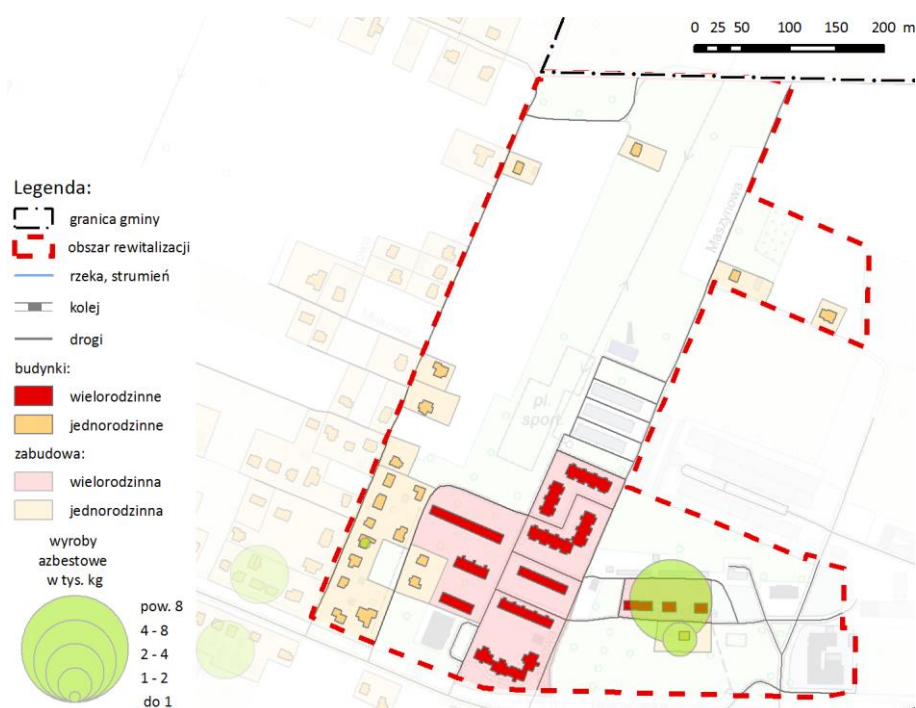 0 25 50 100 150 200 m
Legenda:
granica gminy
obszar rewitalizacji
rzeka, strumień
kolej
drogi
budynki:
wielorodzinne
jednorodzinne
zabudowa:
wielorodzinna
jednorodzinna
wyroby
azbestowe
w tys. kg
pow. 8
4 - 8
2 - 4
1 - 2
do 1
Maszynowa
pl.
sport.